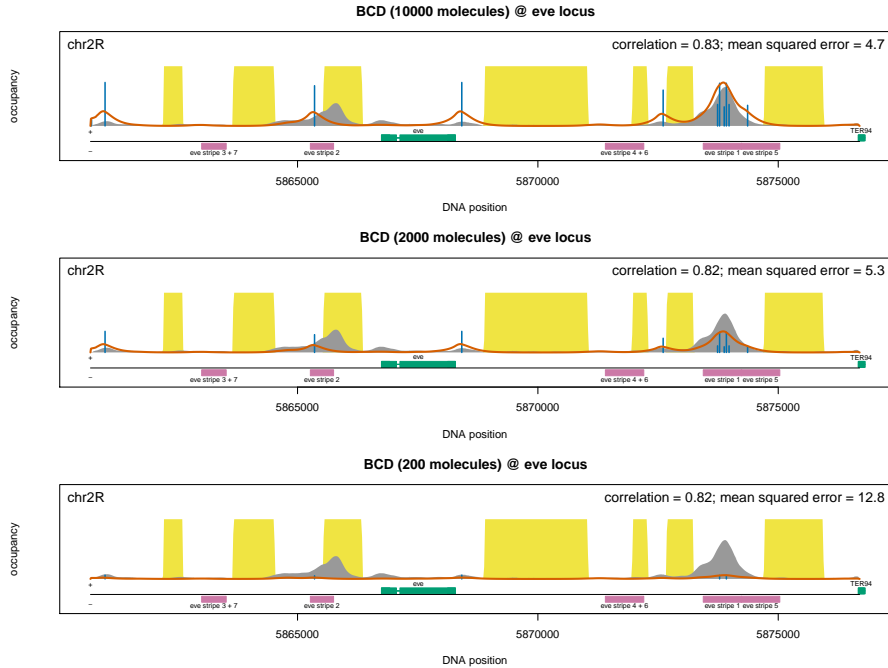 BCD (10000 molecules) @ eve locus
chr2R
correlation = 0.83; mean squared error = 4.7
occupancy
+
eve
TER94
−
eve stripe 3 + 7
eve stripe 2
eve stripe 4 + 6
eve stripe 1
eve stripe 5
5865000
5870000
5875000
DNA position
BCD (2000 molecules) @ eve locus
chr2R
correlation = 0.82; mean squared error = 5.3
occupancy
+
eve
TER94
−
eve stripe 3 + 7
eve stripe 2
eve stripe 4 + 6
eve stripe 1
eve stripe 5
5865000
5870000
5875000
DNA position
BCD (200 molecules) @ eve locus
chr2R
correlation = 0.82; mean squared error = 12.8
occupancy
+
eve
TER94
−
eve stripe 3 + 7
eve stripe 2
eve stripe 4 + 6
eve stripe 1
eve stripe 5
5865000
5870000
5875000
DNA position